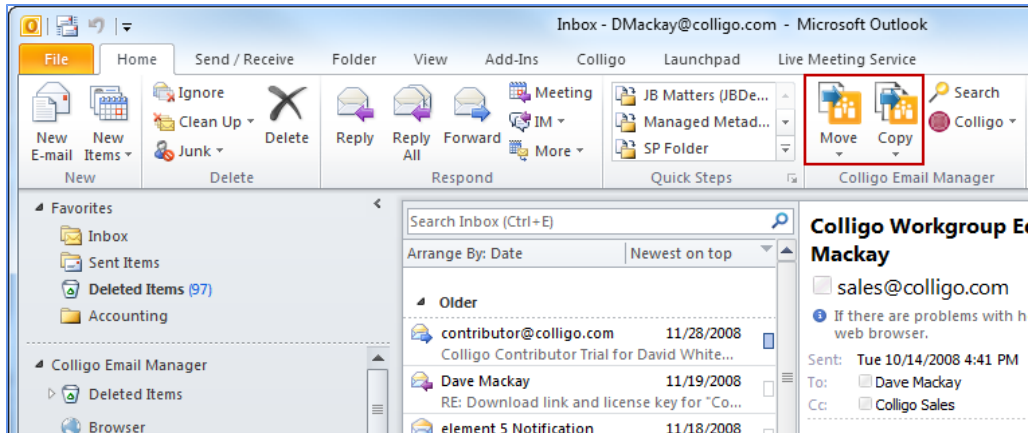 Inbox - DMackay@colligo.com - Microsoft Outlook
File Home Send / Receive Folder View Add-Ins Colligo Launchpad Live Meeting Service
New E-mail
New Items
Ignore
Clean Up
Junk
Delete
Reply
Reply All
Forward
Meeting
IM
More
JB Matters (JBDe...
Managed Metad...
SP Folder
Move
Copy
Search
Colligo
New Delete Respond Quick Steps Colligo Email Manager
Favorites
Inbox
Sent Items
Deleted Items (97)
Accounting
Colligo Email Manager
Deleted Items
Browser
Search Inbox (Ctrl+E)
Arrange By: Date Newest on top
Older
contributor@colligo.com 11/28/2008
Colligo Contributor Trial for David White...
Dave Mackay 11/19/2008
RE: Download link and license key for "Co...
element 5 Notification 11/18/2008
Colligo Workgroup E
Mackay
sales@colligo.com
If there are problems with h
web browser.
Sent: Tue 10/14/2008 4:41 PM
To: Dave Mackay
Cc: Colligo Sales